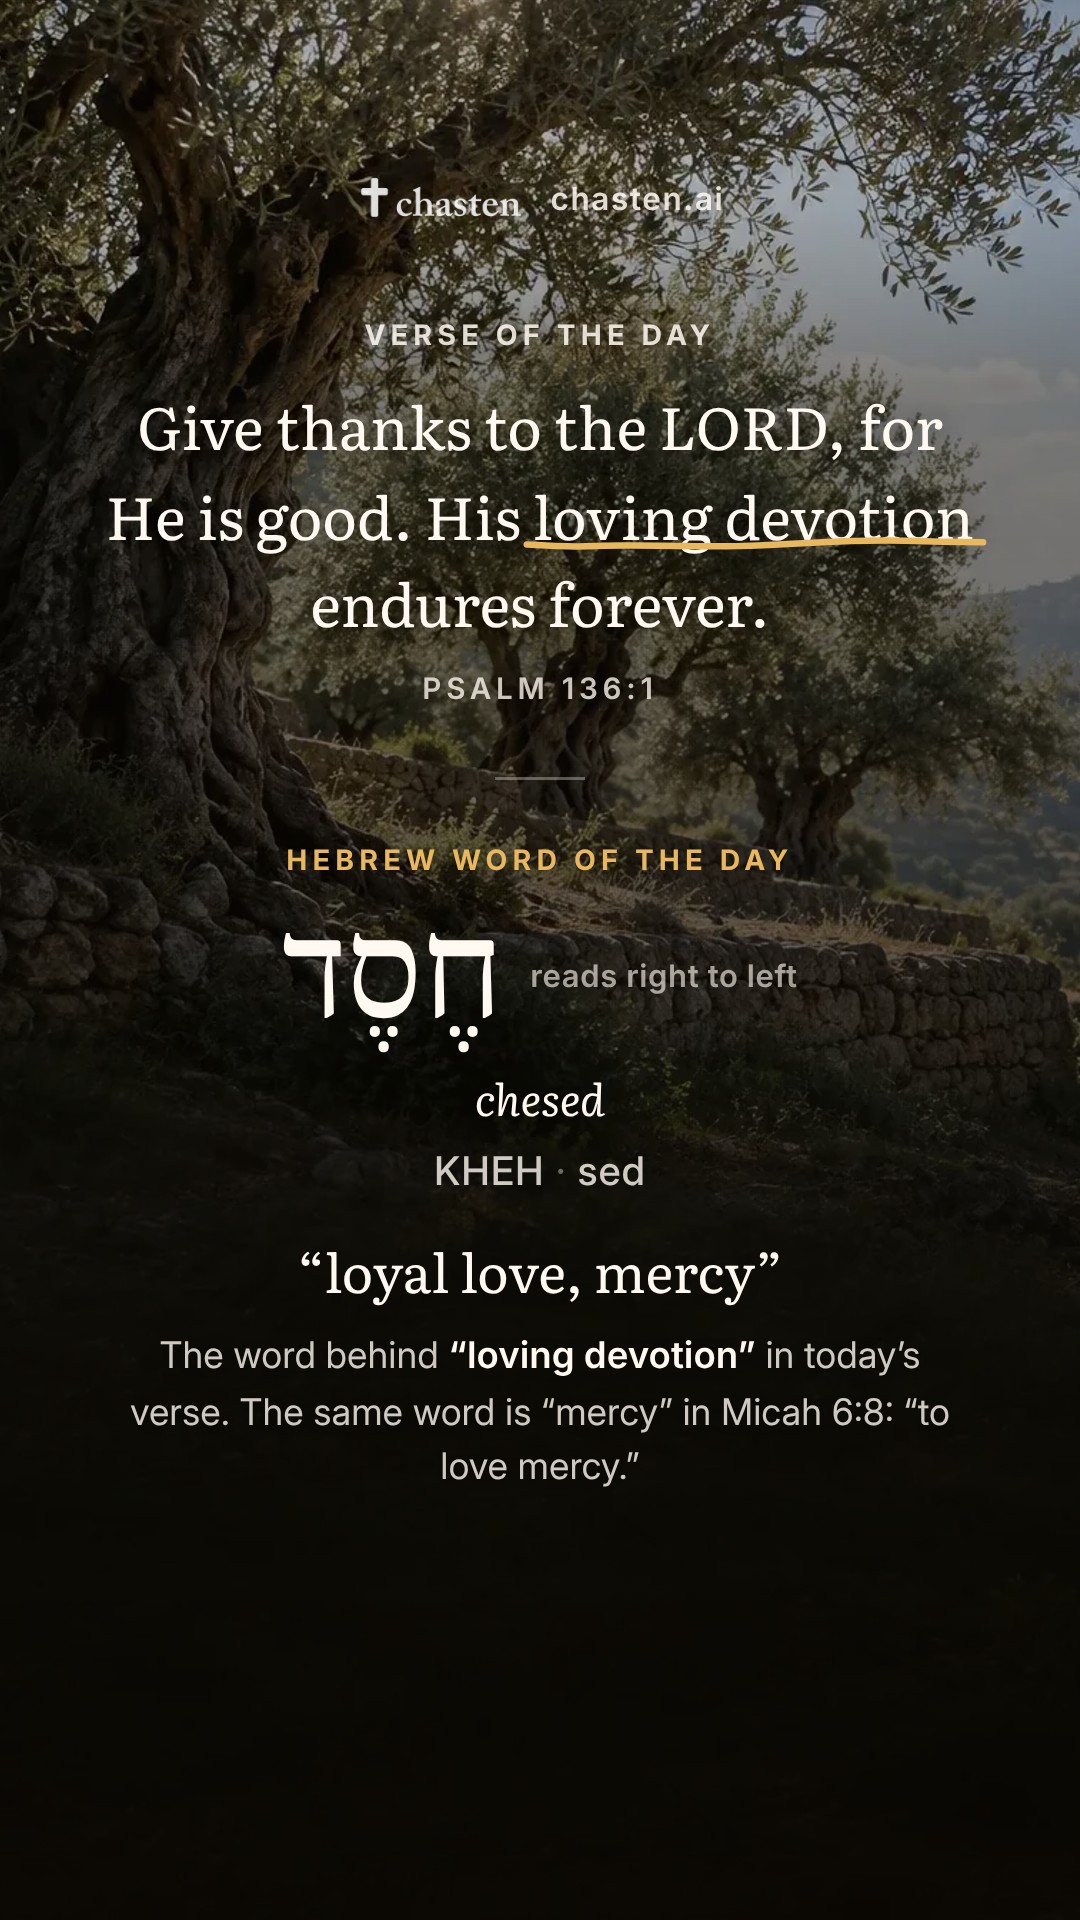 chasten · chasten.ai
VERSE OF THE DAY
Give thanks to the LORD, for
He is good. His loving devotion
endures forever.
PSALM 136:1
HEBREW WORD OF THE DAY
חֶסֶד reads right to left
chesed
KHEH · sed
“loyal love, mercy”
The word behind “loving devotion” in today’s
verse. The same word is “mercy” in Micah 6:8: “to
love mercy.”